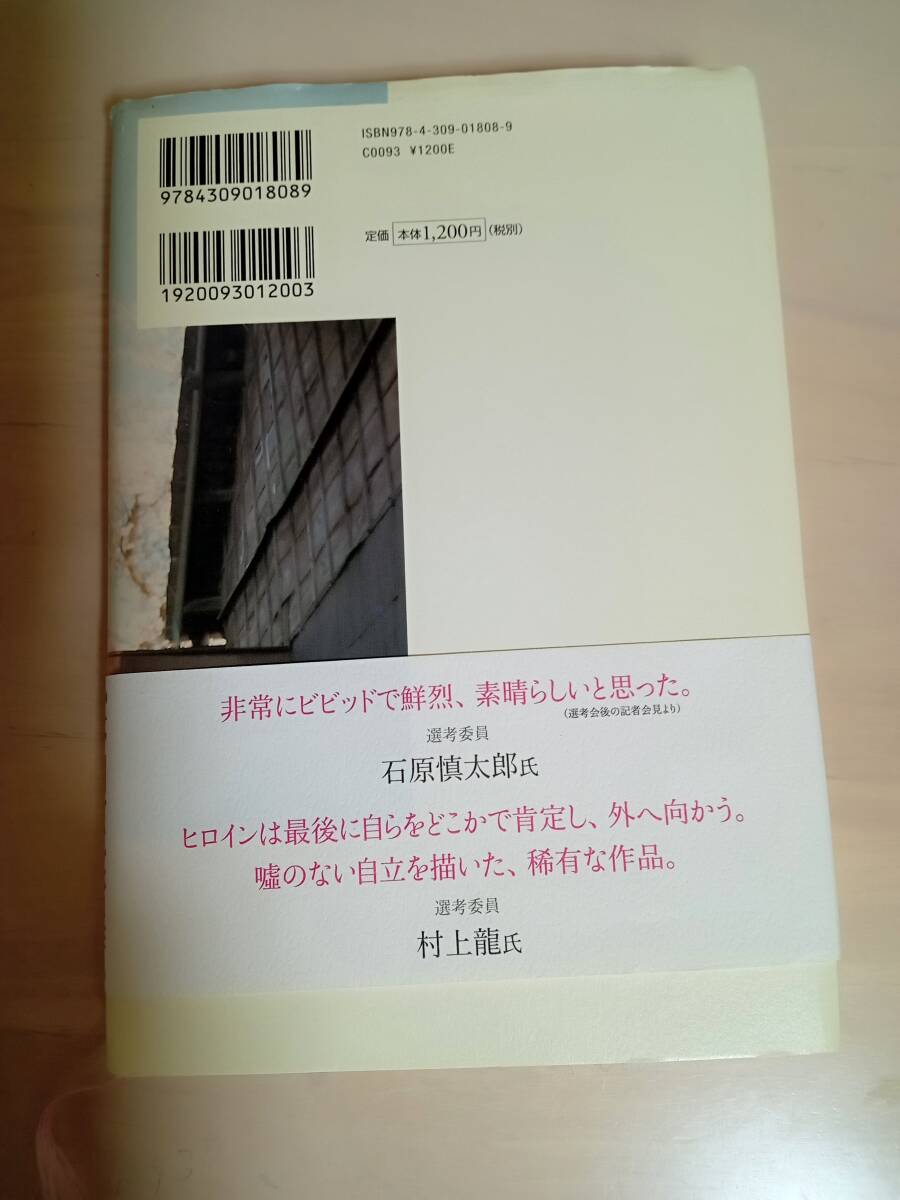 ISBN978-4-309-01808-9
C0093 ¥1200E
9784309018089
定価 本体1,200円(税別)
1920093012003
非常にビビッドで鮮烈、素晴らしいと思った。
(選考会後の記者会見より)
選考委員
石原慎太郎氏
ヒロインは最後に自らをどこかで肯定し、外へ向かう。
嘘のない自立を描いた、稀有な作品。
選考委員
村上龍氏